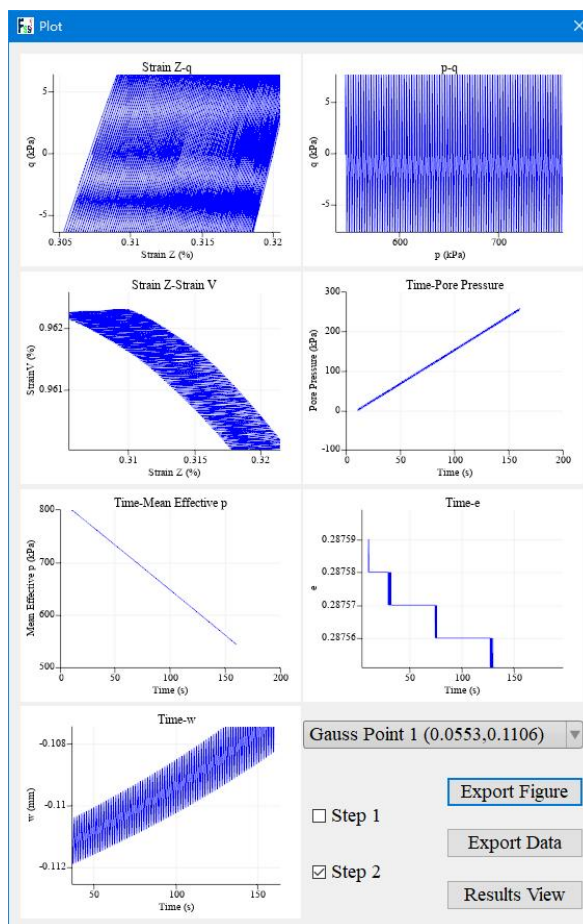 Plot
Strain Z-q
5
0
-5
q (kPa)
0.305 0.31 0.315 0.32
Strain Z (%)
p-q
5
0
-5
q (kPa)
600 700
p (kPa)
Strain Z-Strain V
0.962
0.961
StrainV (%)
0.31 0.315 0.32
Strain Z (%)
Time-Pore Pressure
300
200
100
0
-100
Pore Pressure (kPa)
0 50 100 150 200
Time (s)
Time-Mean Effective p
800
700
600
500
Mean Effective p (kPa)
0 50 100 150 200
Time (s)
Time-e
0.28759
0.28758
0.28757
0.28756
e
50 100 150
Time (s)
Time-w
-0.108
-0.11
-0.112
w (mm)
50 100 150
Time (s)
Gauss Point 1 (0.0553,0.1106)
Export Figure
Step 1
Export Data
Step 2
Results View